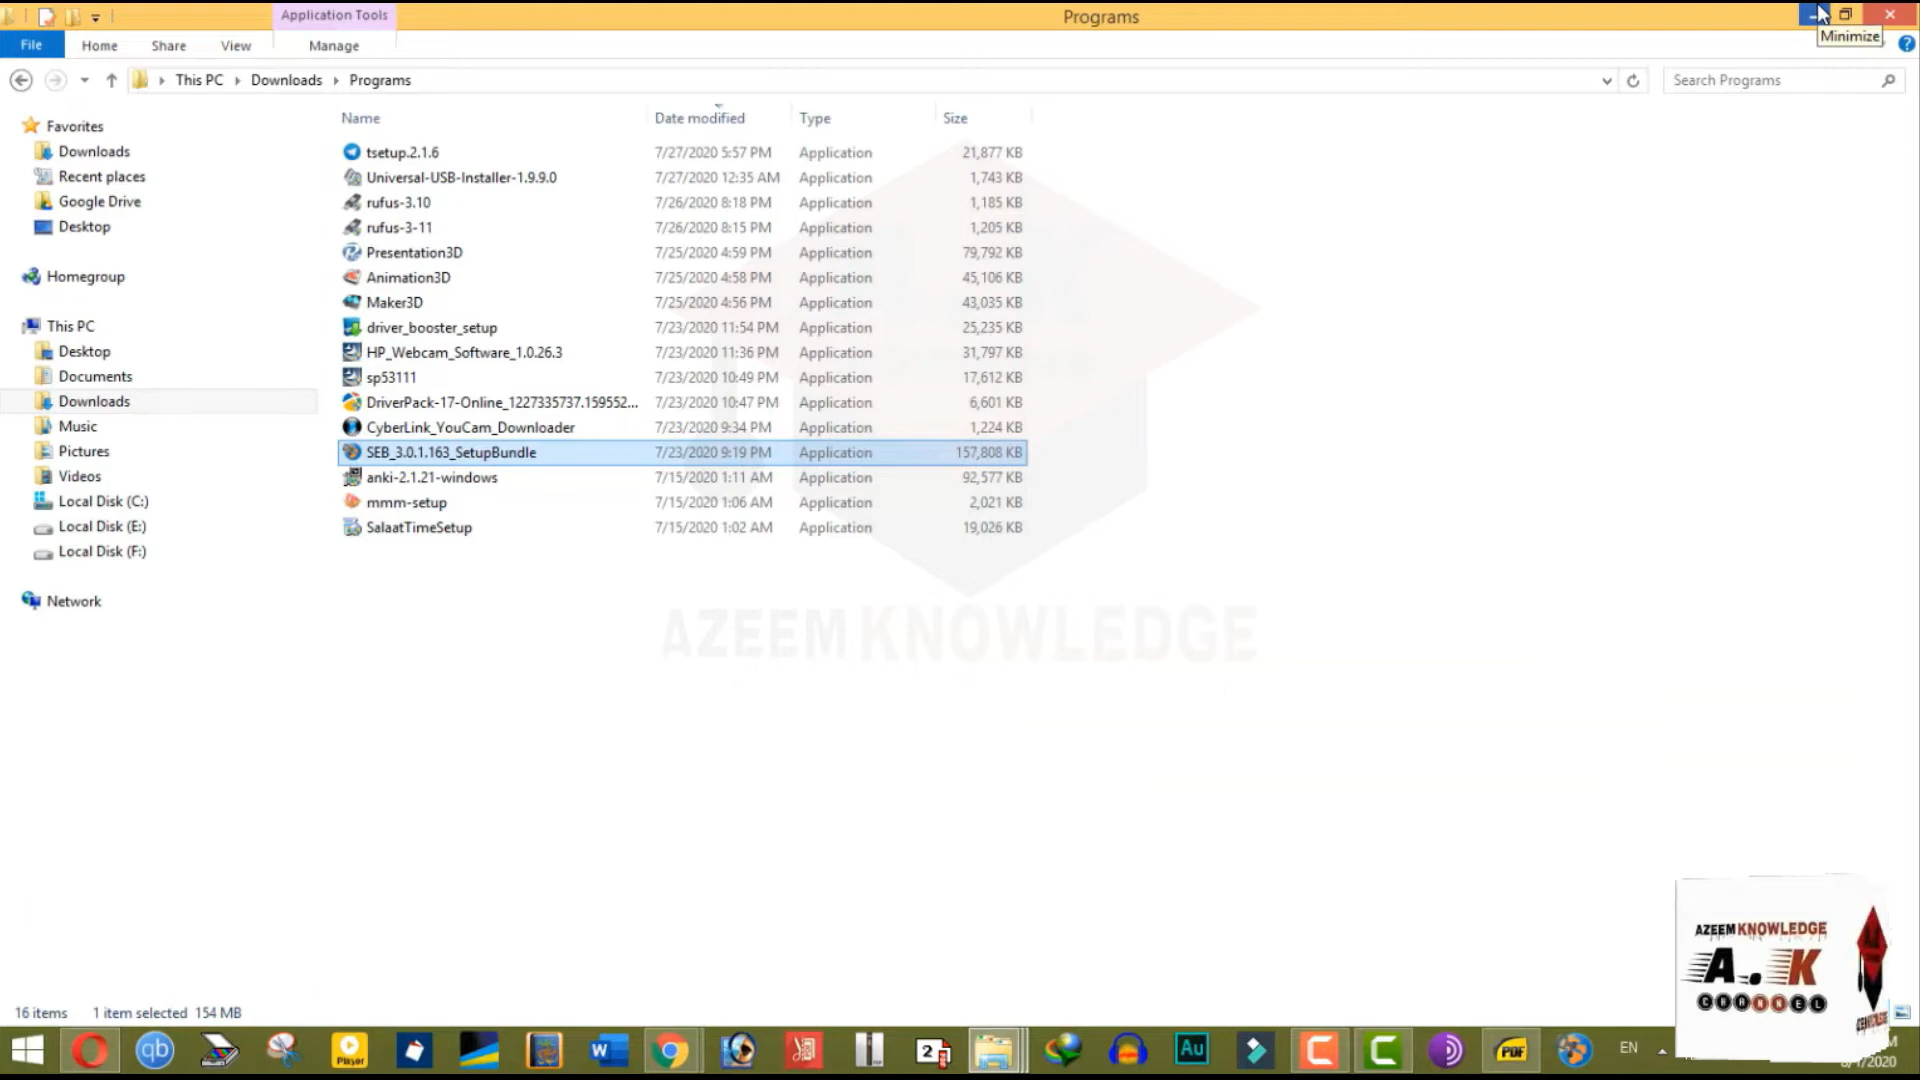 Application Tools
Programs
Minimize
File Home Share View Manage
This PC Downloads Programs
Search Programs
Name Date modified Type Size
Favorites
Downloads
Recent places
Google Drive
Desktop
Homegroup
This PC
Desktop
Documents
Downloads
Music
Pictures
Videos
Local Disk (C:)
Local Disk (E:)
Local Disk (F:)
Network
tsetup.2.1.6 7/27/2020 5:57 PM Application 21,877 KB
Universal-USB-Installer-1.9.9.0 7/27/2020 12:35 AM Application 1,743 KB
rufus-3.10 7/26/2020 8:18 PM Application 1,185 KB
rufus-3-11 7/26/2020 8:15 PM Application 1,205 KB
Presentation3D 7/25/2020 4:59 PM Application 79,792 KB
Animation3D 7/25/2020 4:58 PM Application 45,106 KB
Maker3D 7/25/2020 4:56 PM Application 43,035 KB
driver_booster_setup 7/23/2020 11:54 PM Application 25,235 KB
HP_Webcam_Software_1.0.26.3 7/23/2020 11:36 PM Application 31,797 KB
sp53111 7/23/2020 10:49 PM Application 17,612 KB
DriverPack-17-Online_1227335737.159552... 7/23/2020 10:47 PM Application 6,601 KB
CyberLink_YouCam_Downloader 7/23/2020 9:34 PM Application 1,224 KB
SEB_3.0.1.163_SetupBundle 7/23/2020 9:19 PM Application 157,808 KB
anki-2.1.21-windows 7/15/2020 1:11 AM Application 92,577 KB
mmm-setup 7/15/2020 1:06 AM Application 2,021 KB
SalaatTimeSetup 7/15/2020 1:02 AM Application 19,026 KB
AZEEM KNOWLEDGE
AZEEMKNOWLEDGE
A.K
CHANNEL
16 items 1 item selected 154 MB
qb
Player
W
2
Au
PDF
EN